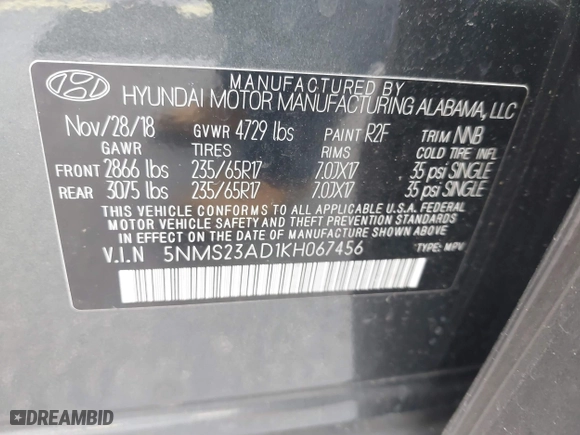 MANUFACTURED BY
HYUNDAI MOTOR MANUFACTURING ALABAMA, LLC
Nov/28/18 GVWR 4729 lbs PAINT R2F TRIM NNB
GAWR TIRES RIMS COLD TIRE INFL
FRONT 2866 lbs 235/65R17 7.0JX17 35 psi SINGLE
REAR 3075 lbs 235/65R17 7.0JX17 35 psi SINGLE
THIS VEHICLE CONFORMS TO ALL APPLICABLE U.S.A. FEDERAL
MOTOR VEHICLE SAFETY AND THEFT PREVENTION STANDARDS
IN EFFECT ON THE DATE OF MANUFACTURE SHOWN ABOVE.
V.I.N 5NMS23AD1KH067456 TYPE: MPV
DREAMBID